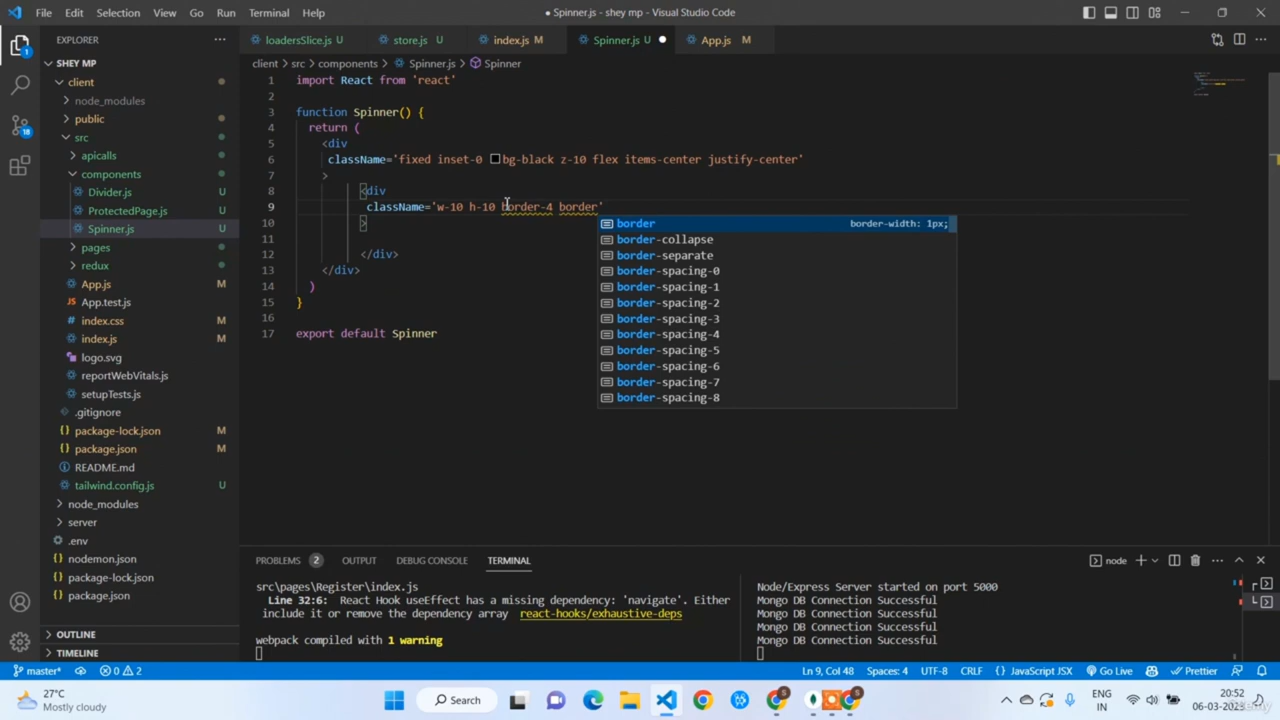 File Edit Selection View Go Run Terminal Help
● Spinner.js - shey mp - Visual Studio Code
EXPLORER
loadersSlice.js U
store.js U
index.js M
Spinner.js U
App.js M
SHEY MP
client > src > components > Spinner.js > Spinner
client
node_modules
public
src
apicalls
components
Divider.js U
ProtectedPage.js U
Spinner.js U
pages
redux
App.js M
App.test.js
index.css M
index.js M
logo.svg
reportWebVitals.js
setupTests.js
.gitignore
package-lock.json M
package.json M
README.md
tailwind.config.js U
node_modules
server
.env
nodemon.json
package-lock.json
package.json
OUTLINE
TIMELINE
1 import React from 'react'
2
3 function Spinner() {
4 return (
5 <div
6 className='fixed inset-0 bg-black z-10 flex items-center justify-center'
7 >
8 <div
9 className='w-10 h-10 border-4 border'
10 >
11
12 </div>
13 </div>
14 )
15 }
16
17 export default Spinner
border border-width: 1px;
border-collapse
border-separate
border-spacing-0
border-spacing-1
border-spacing-2
border-spacing-3
border-spacing-4
border-spacing-5
border-spacing-6
border-spacing-7
border-spacing-8
PROBLEMS 2 OUTPUT DEBUG CONSOLE TERMINAL
node
src\pages\Register\index.js
Line 32:6: React Hook useEffect has a missing dependency: 'navigate'. Either
include it or remove the dependency array react-hooks/exhaustive-deps
webpack compiled with 1 warning
Node/Express Server started on port 5000
Mongo DB Connection Successful
Mongo DB Connection Successful
Mongo DB Connection Successful
Mongo DB Connection Successful
master* 0 2
Ln 9, Col 48 Spaces: 4 UTF-8 CRLF {} JavaScript JSX Go Live Prettier
27°C
Mostly cloudy
Search
ENG
IN
20:52
06-03-2023